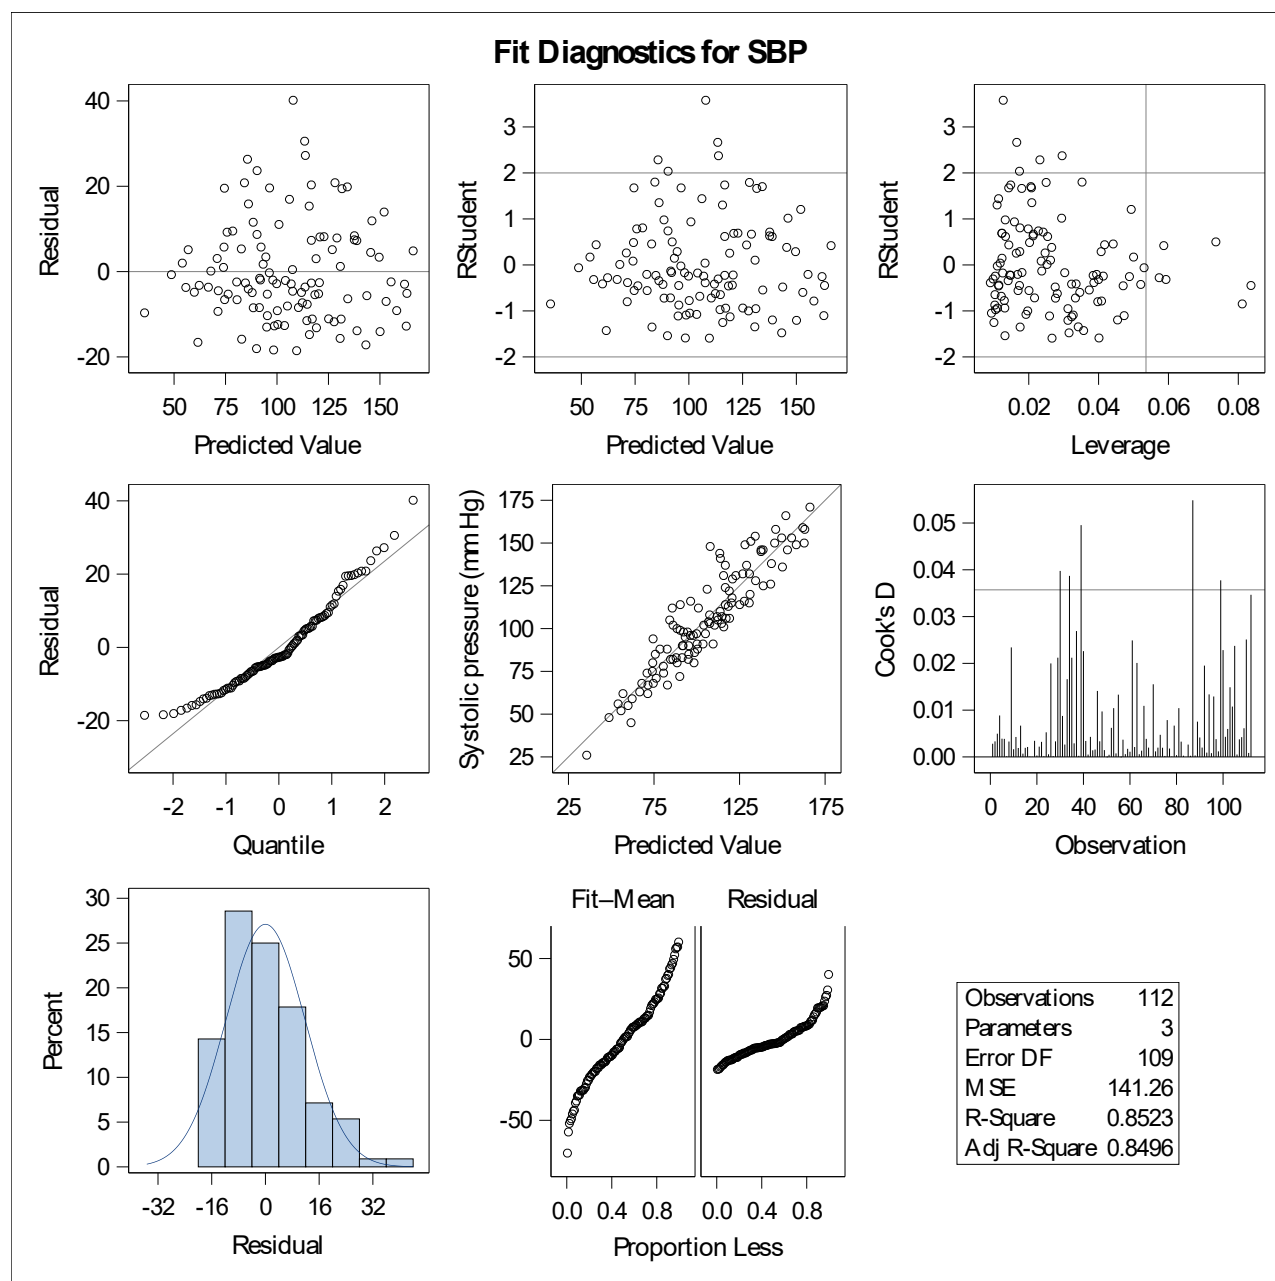 Fit Diagnostics for SBP
40
20
0
-20
Residual
50 75 100 125 150
Predicted Value
3
2
1
0
-1
-2
RStudent
50 75 100 125 150
Predicted Value
3
2
1
0
-1
-2
RStudent
0.02 0.04 0.06 0.08
Leverage
40
20
0
-20
Residual
-2 -1 0 1 2
Quantile
175
150
125
100
75
50
25
Systolic pressure (mm Hg)
25 75 125 175
Predicted Value
0.05
0.04
0.03
0.02
0.01
0.00
Cook's D
0 20 40 60 80 100
Observation
30
25
20
15
10
5
0
Percent
-32 -16 0 16 32
Residual
Fit–Mean Residual
50
0
-50
0.0 0.4 0.8 0.0 0.4 0.8
Proportion Less
Observations 112
Parameters 3
Error DF 109
MSE 141.26
R-Square 0.8523
Adj R-Square 0.8496